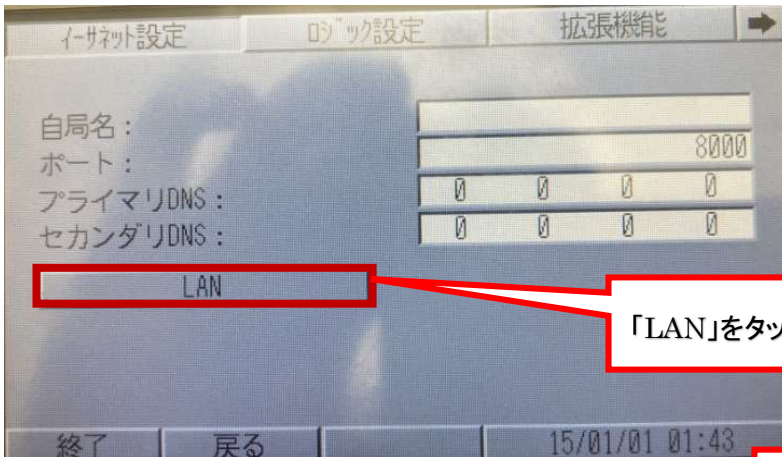 イーサネット設定 ロジック設定 拡張機能
自局名：
ポート： 8000
プライマリDNS： 0 0 0 0
セカンダリDNS： 0 0 0 0
LAN
「LAN」をタッ
終了 戻る 15/01/01 01:43